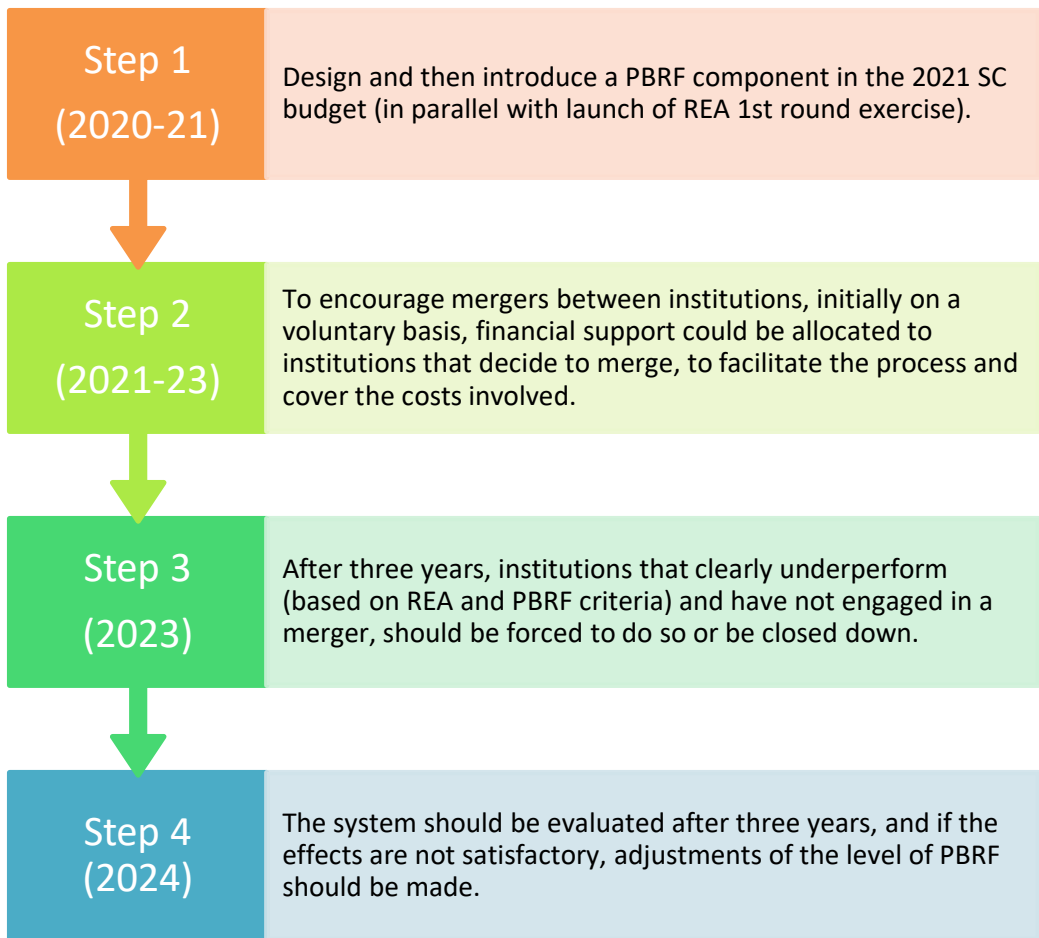 Step 1
(2020-21)
Design and then introduce a PBRF component in the 2021 SC
budget (in parallel with launch of REA 1st round exercise).
Step 2
(2021-23)
To encourage mergers between institutions, initially on a
voluntary basis, financial support could be allocated to
institutions that decide to merge, to facilitate the process and
cover the costs involved.
Step 3
(2023)
After three years, institutions that clearly underperform
(based on REA and PBRF criteria) and have not engaged in a
merger, should be forced to do so or be closed down.
Step 4
(2024)
The system should be evaluated after three years, and if the
effects are not satisfactory, adjustments of the level of PBRF
should be made.